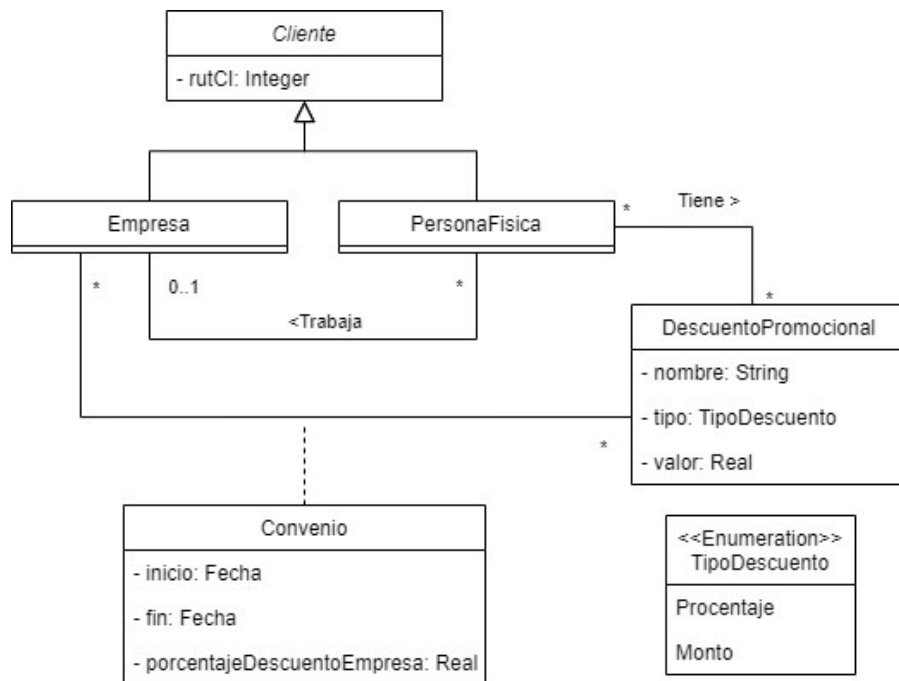 Cliente
- rutCI: Integer
Empresa
PersonaFisica
*
Tiene >
*
0..1
*
<Trabaja
*
DescuentoPromocional
- nombre: String
- tipo: TipoDescuento
- valor: Real
*
Convenio
- inicio: Fecha
- fin: Fecha
- porcentajeDescuentoEmpresa: Real
<<Enumeration>>
TipoDescuento
Procentaje
Monto